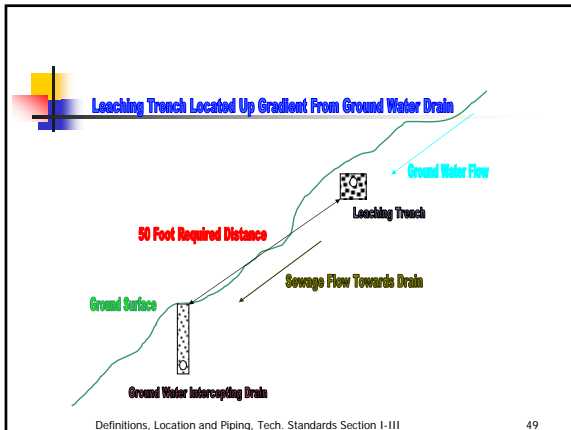 Leaching Trench Located Up Gradient From Ground Water Drain
Ground Water Flow
Leaching Trench
50 Foot Required Distance
Sewage Flow Towards Drain
Ground Surface
Ground Water Intercepting Drain
Definitions, Location and Piping, Tech. Standards Section I-III 49